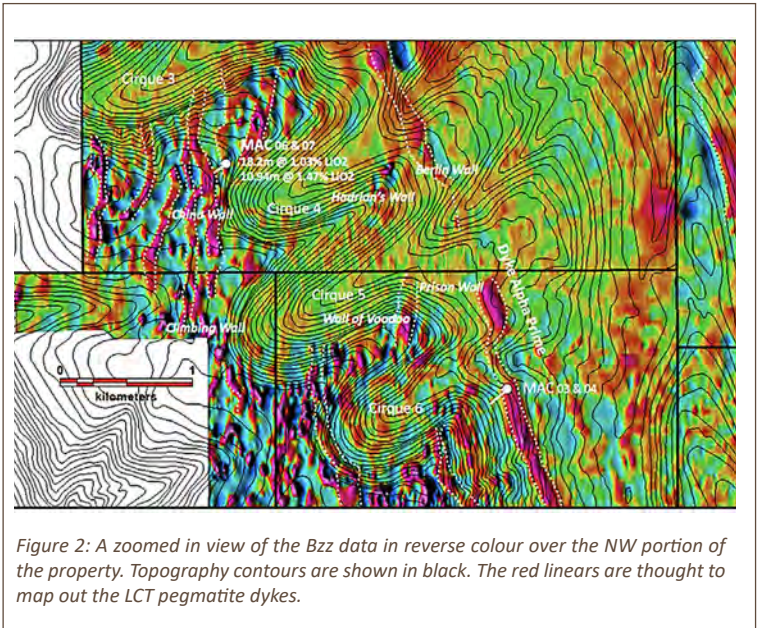 Cirque 3
MAC 06 & 07
18.2m @ 1.03% LIO2
10.94m @ 1.47% LIO2
Berlin Wall
Hadrian's Wall
China Wall
Cirque 4
Dyke Alpha Prime
Prison Wall
Cirque 5
Wall of Voodoo
Climbing Wall
0 1
kilometers
MAC 03 & 04
Cirque 6
Figure 2: A zoomed in view of the Bzz data in reverse colour over the NW portion of
the property. Topography contours are shown in black. The red linears are thought to
map out the LCT pegmatite dykes.